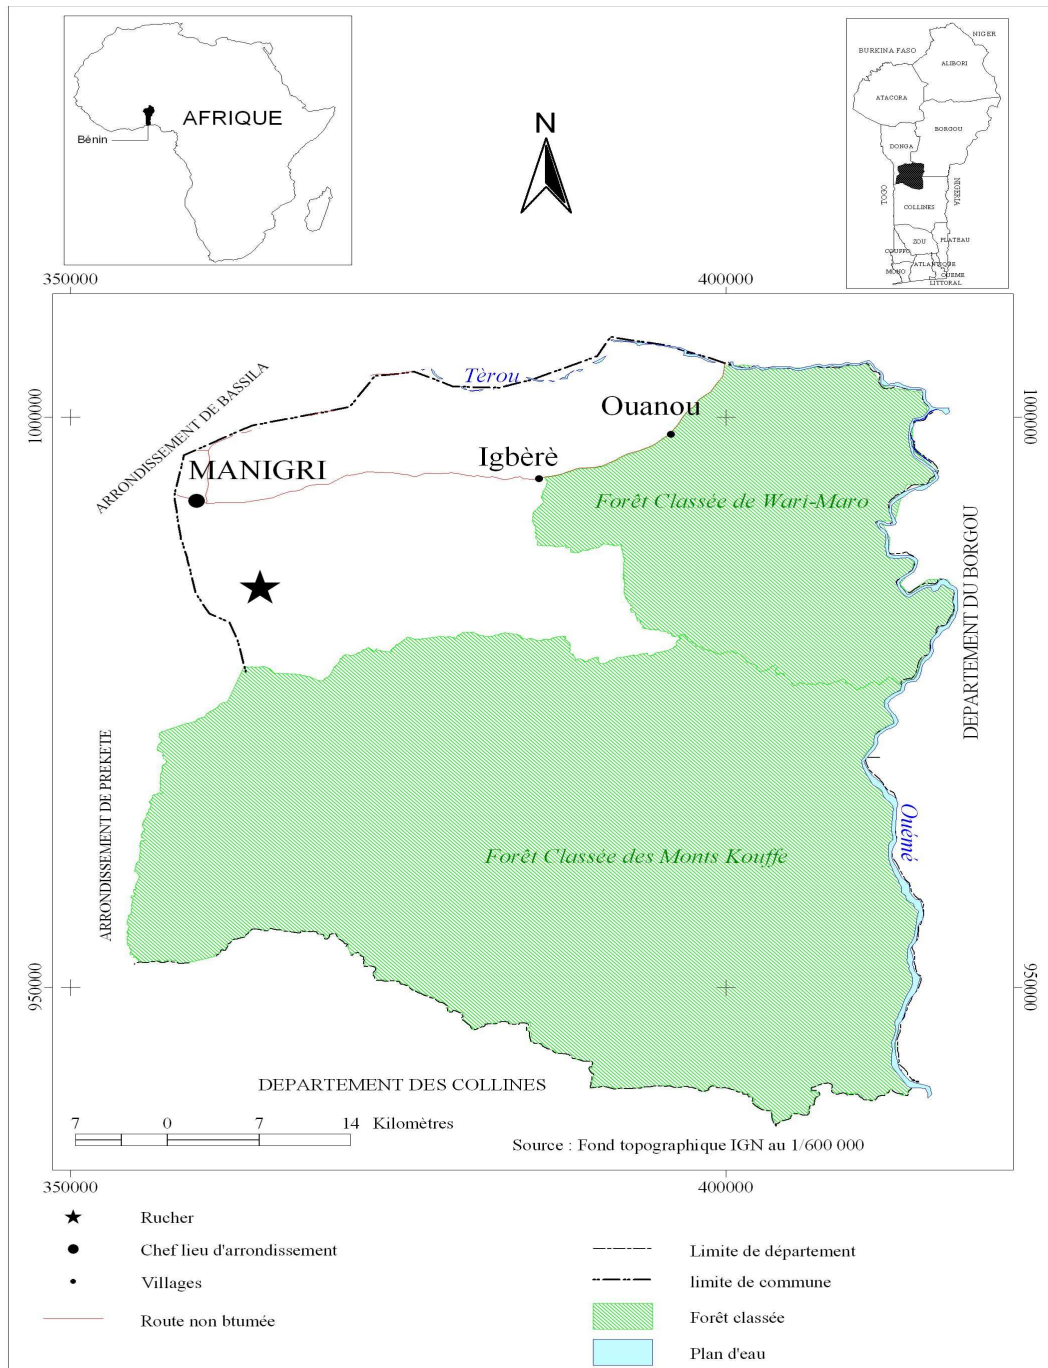 AFRIQUE
Bénin
N
BURKINA FASO
NIGER
ALIBORI
ATACORA
BORGOU
DONGA
TOGO
NIGERIA
COLLINES
ZOU
PLATEAU
COUFFO
ATLANTIQUE
MONO
OUEME
LITTORAL
350000
400000
1000000
1000000
ARRONDISSEMENT DE BASSILA
Tèrou
Ouanou
Igbèrè
MANIGRI
Forêt Classée de Wari-Maro
DEPARTEMENT DU BORGOU
ARRONDISSEMENT DE PREKETE
Ouémé
Forêt Classée des Monts Kouffe
950000
950000
DEPARTEMENT DES COLLINES
7 0 7 14 Kilomètres
Source : Fond topographique IGN au 1/600 000
350000
400000
Rucher
Chef lieu d'arrondissement
Villages
Route non btumée
Limite de département
limite de commune
Forêt classée
Plan d'eau